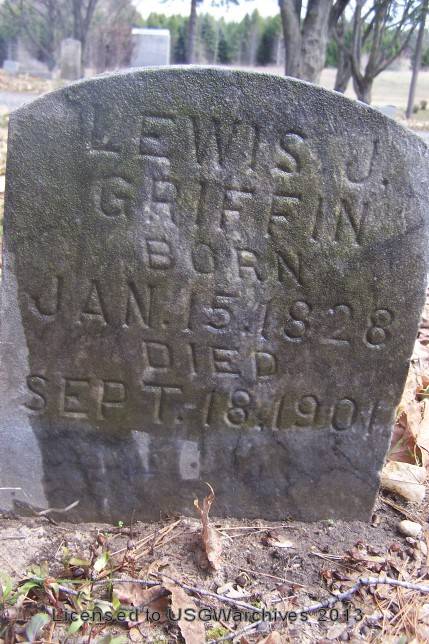 LEWIS J.
GRIFFIN
BORN
JAN. 15. 1828
DIED
SEPT. 18. 1901
Licensed to USGWarchives 2013